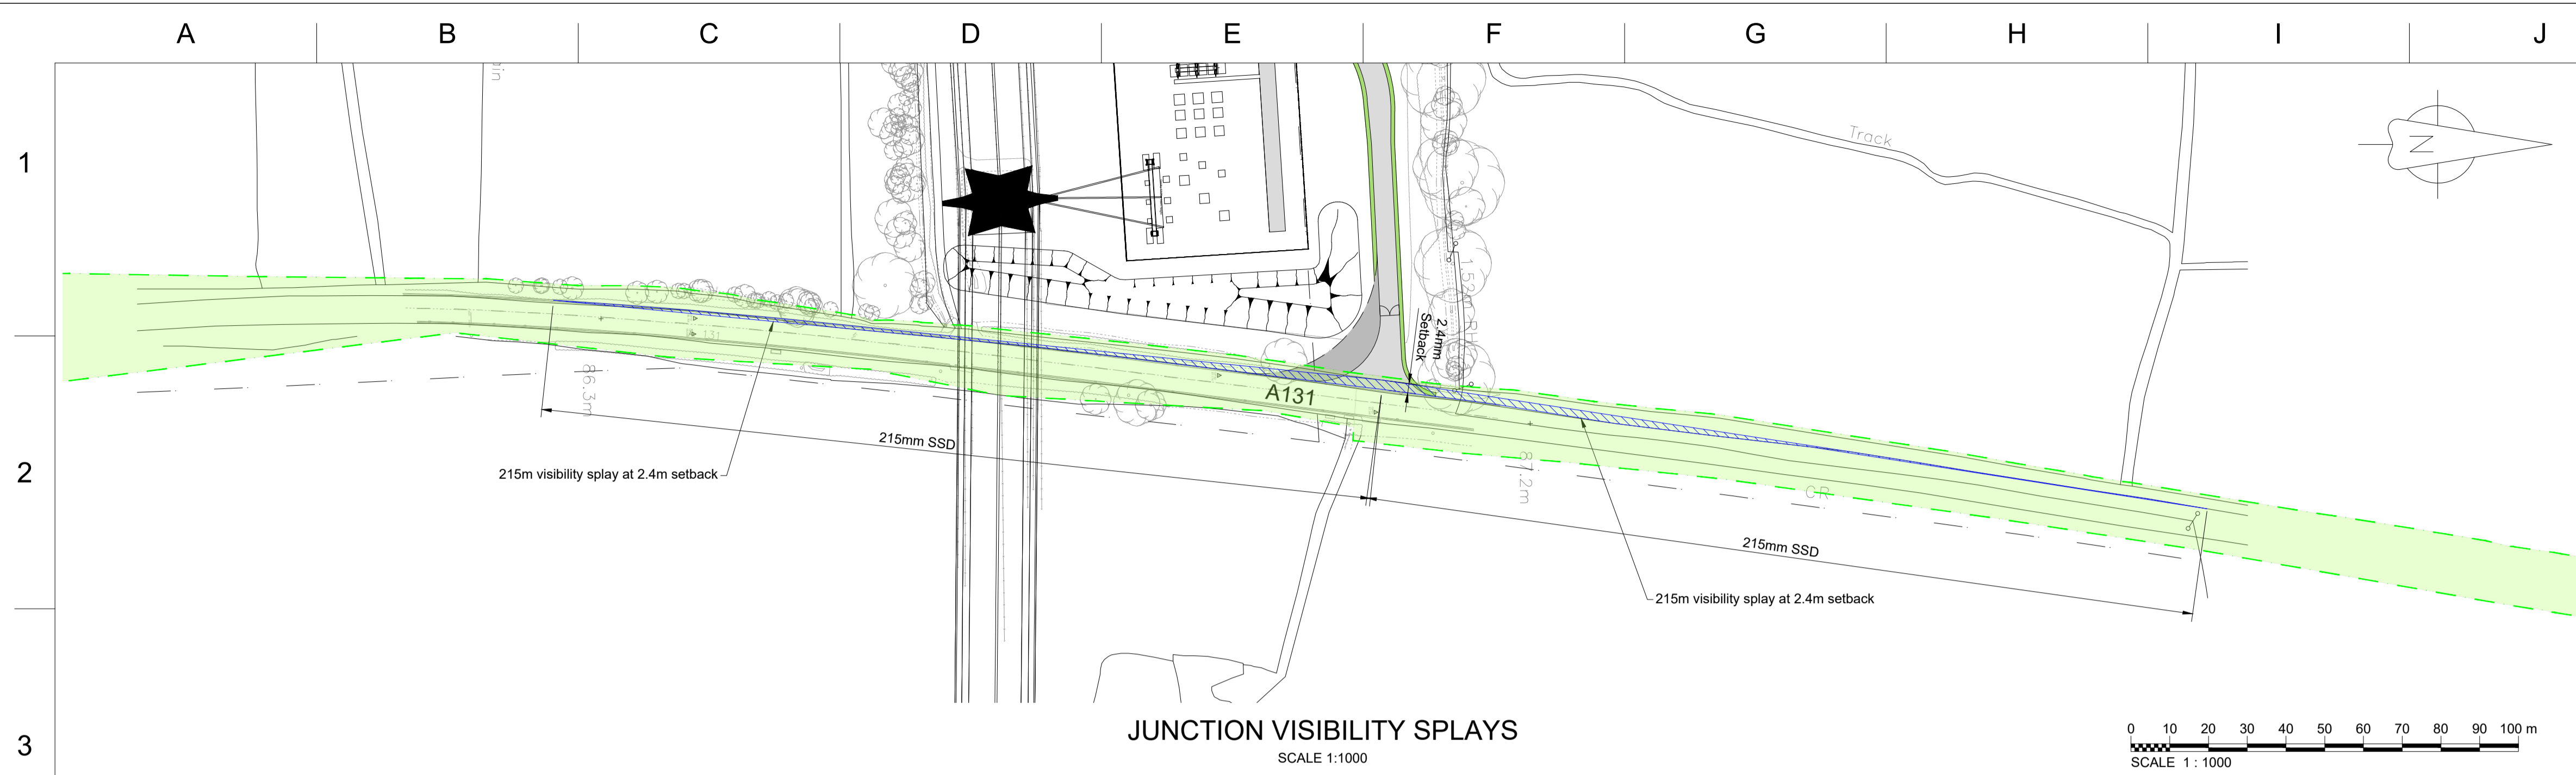 A B C D E F G H I J
1
2
3
Track
N
2.4mm
Setback
A131
86.3m
87.2m
CR
215mm SSD
215m visibility splay at 2.4m setback
215mm SSD
215m visibility splay at 2.4m setback
JUNCTION VISIBILITY SPLAYS
SCALE 1:1000
0 10 20 30 40 50 60 70 80 90 100 m
SCALE 1 : 1000